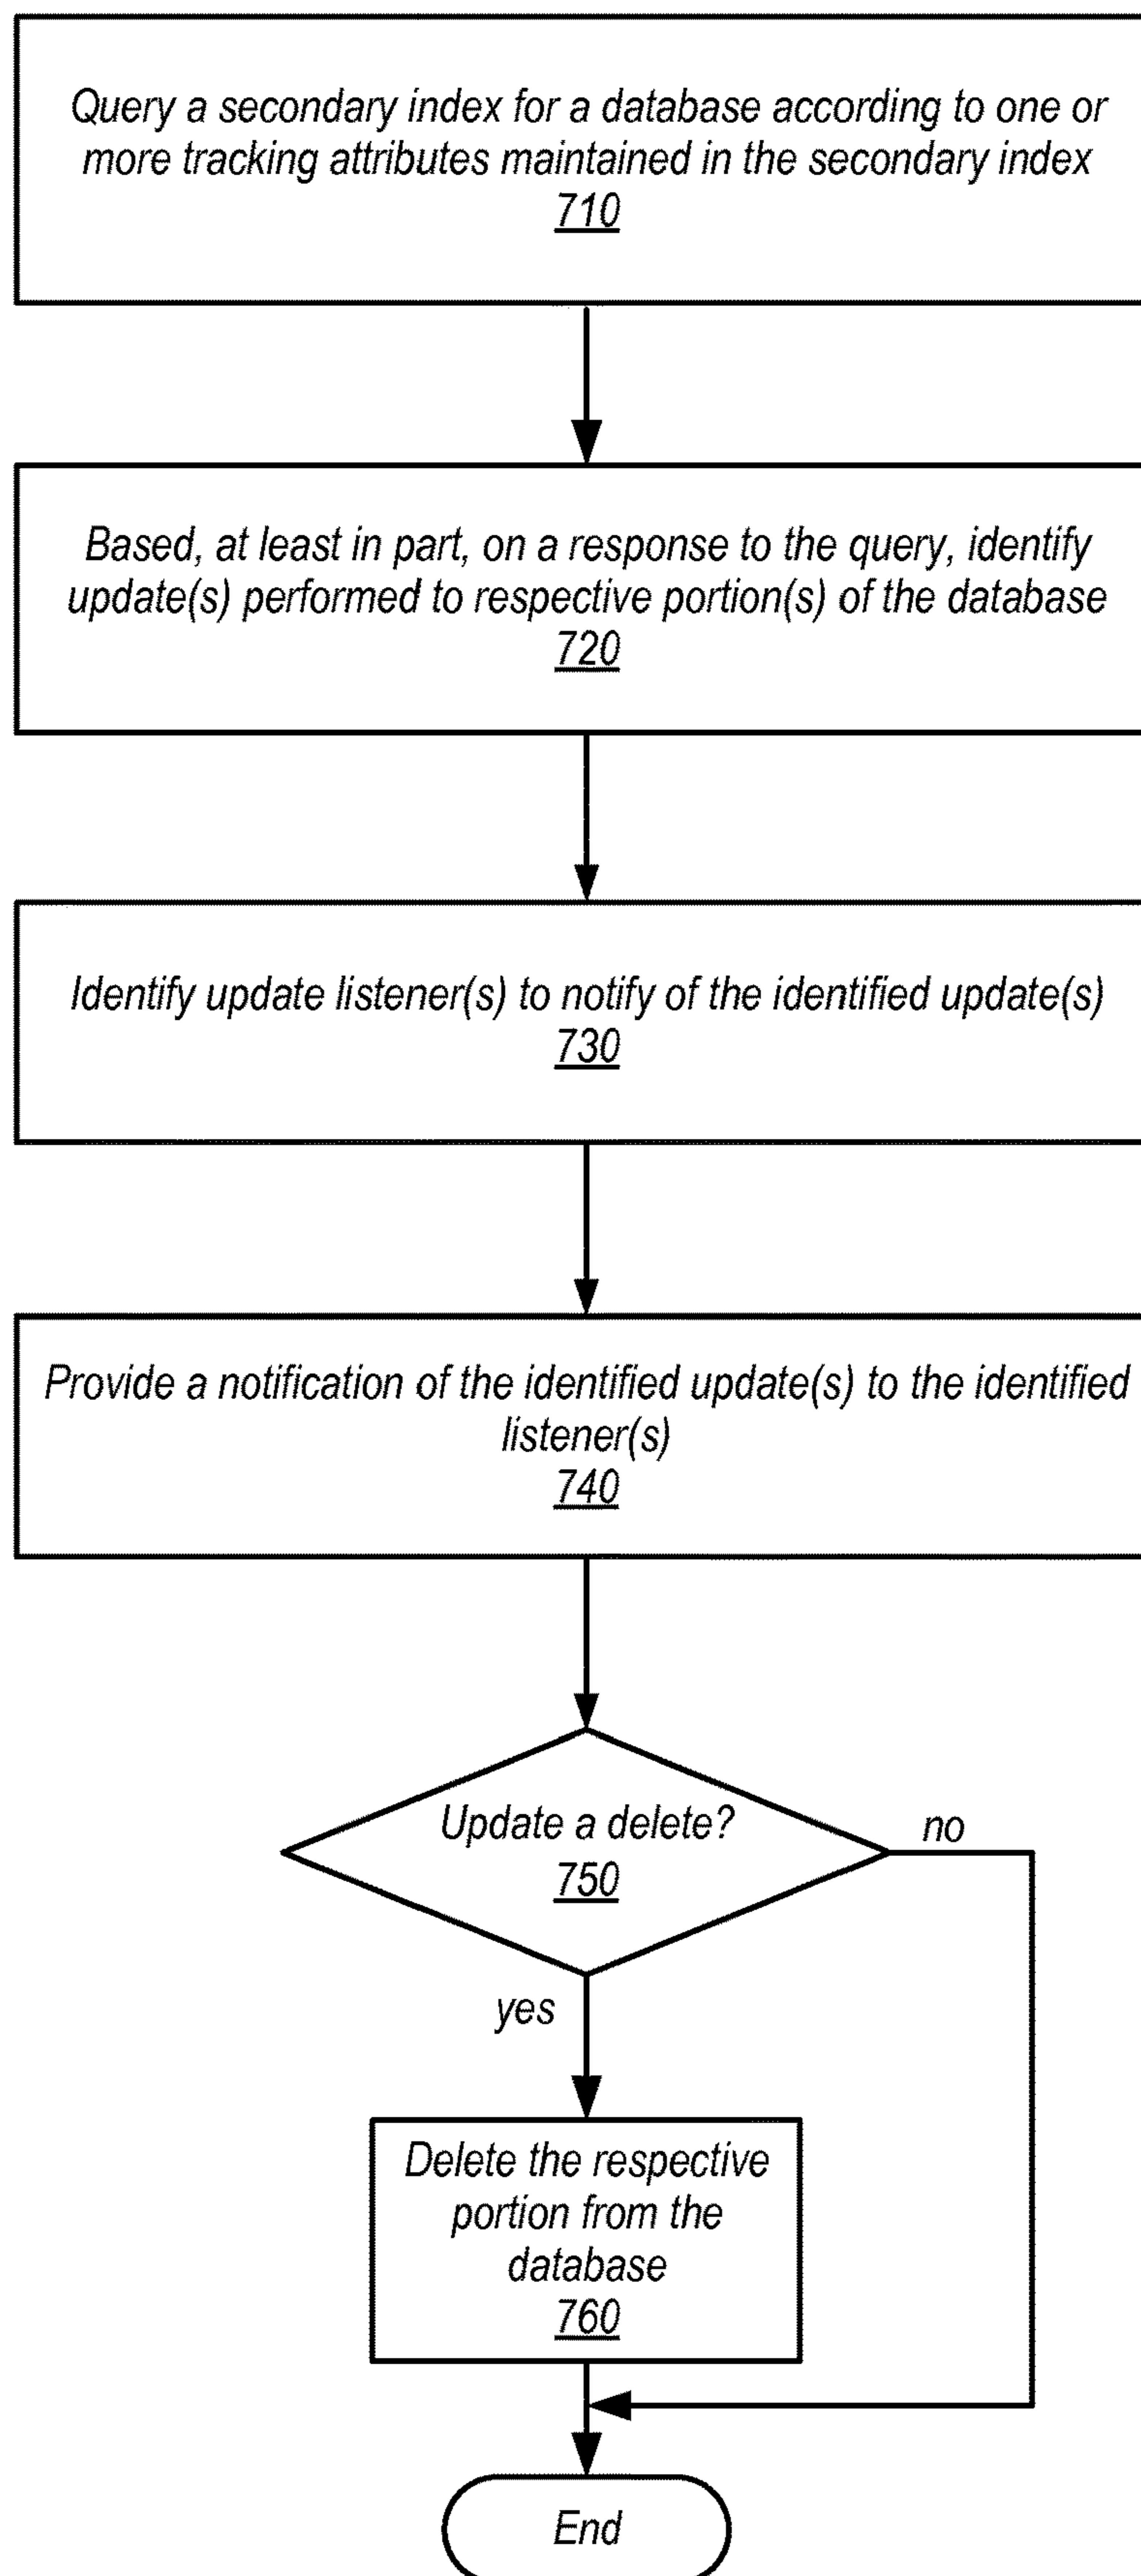 Query a secondary index for a database according to one or
more tracking attributes maintained in the secondary index
710
Based, at least in part, on a response to the query, identify
update(s) performed to respective portion(s) of the database
720
Identify update listener(s) to notify of the identified update(s)
730
Provide a notification of the identified update(s) to the identified
listener(s)
740
Update a delete?
750
no
yes
Delete the respective
portion from the
database
760
End